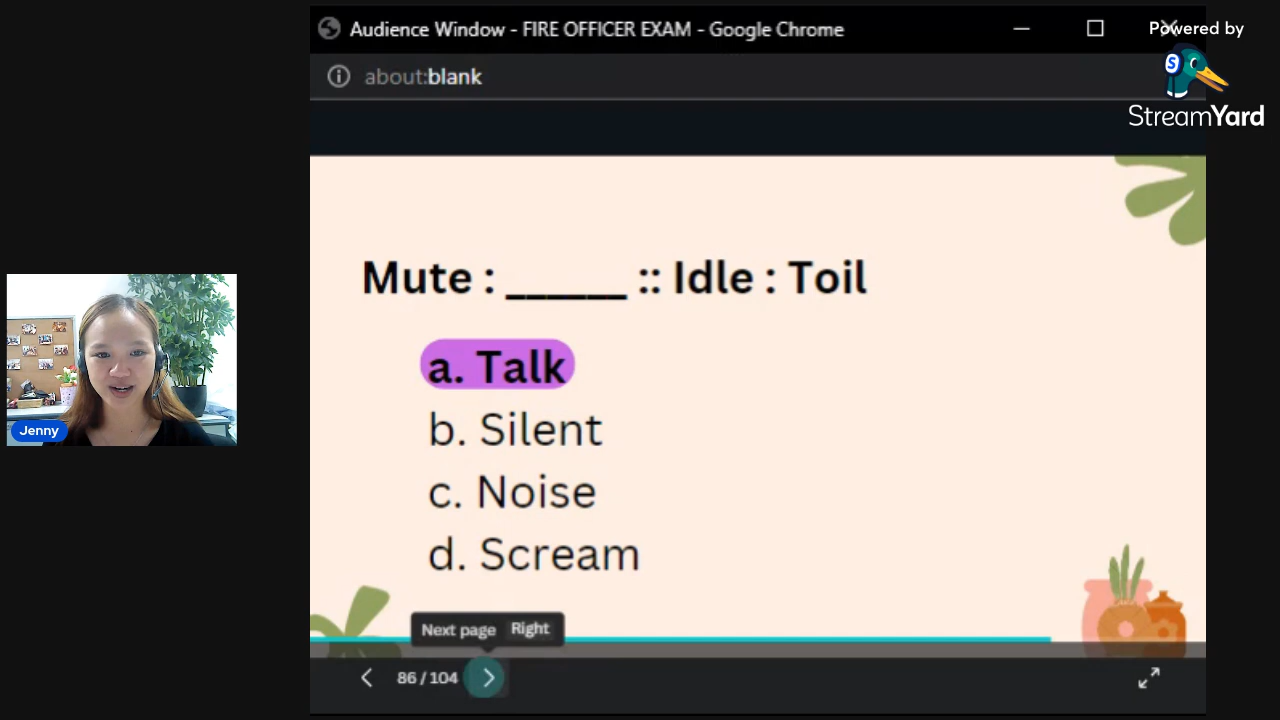 Audience Window - FIRE OFFICER EXAM - Google Chrome
Powered by
about:blank
S
StreamYard
Mute : ______ :: Idle : Toil
a. Talk
b. Silent
c. Noise
d. Scream
Jenny
Next page Right
86 / 104